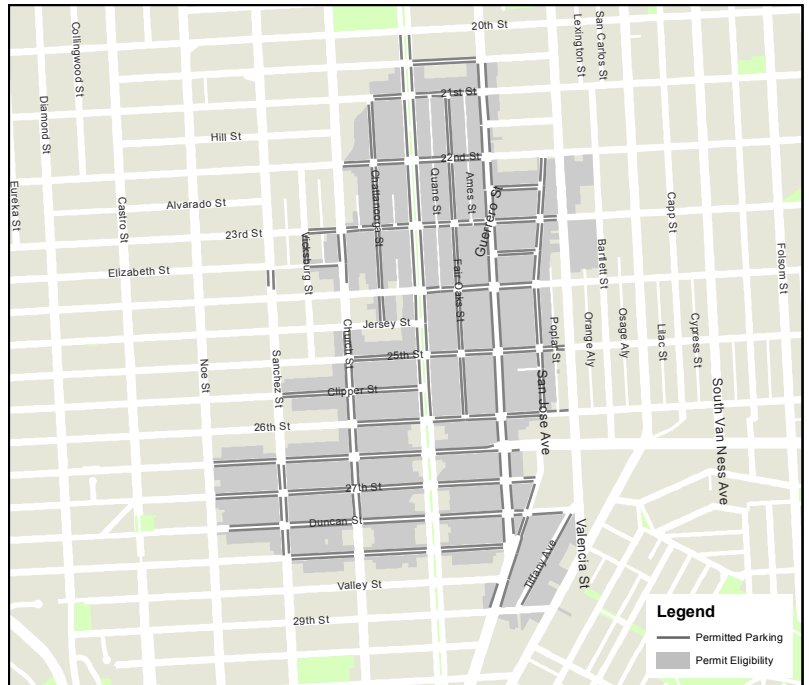 20th St
Collingwood St
Lexington St
San Carlos St
Diamond St
21st St
Hill St
22nd St
Eureka St
Castro St
Alvarado St
Chattanooga St
Quane St
Ames St
Guerrero St
Capp St
23rd St
Vicksburg St
Elizabeth St
Fair Oaks St
Bartlett St
Folsom St
Jersey St
Church St
Poplar St
Orange Aly
Osage Aly
Lilac St
Cypress St
Noe St
Sanchez St
25th St
Clipper St
San Jose Ave
South Van Ness Ave
26th St
27th St
Duncan St
Tiffany Ave
Valencia St
Valley St
29th St
Legend
Permitted Parking
Permit Eligibility